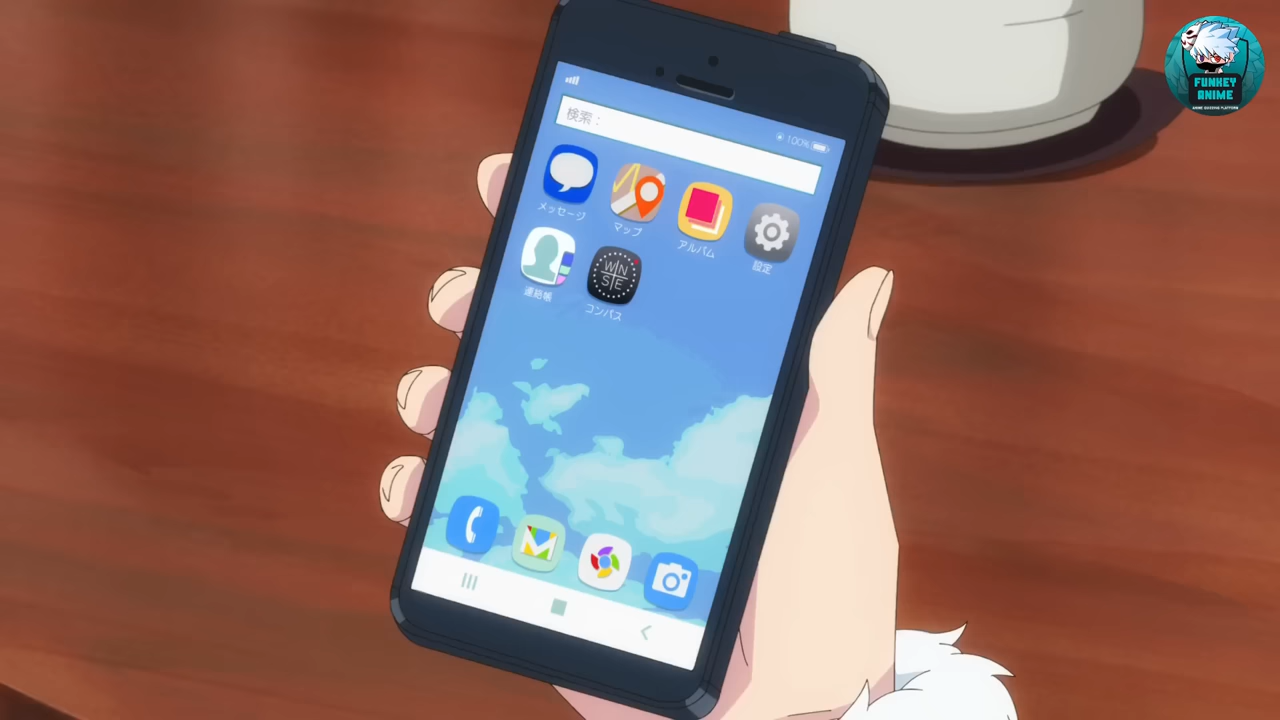 検索：
100%
メッセージ
マップ
アルバム
設定
連絡帳
コンパス
W N
S E
FUNKEY
ANIME